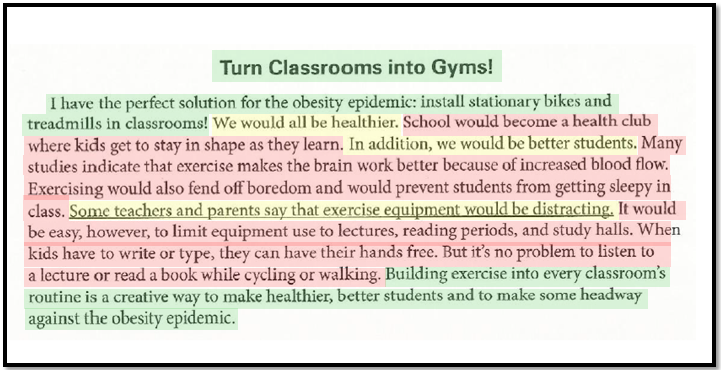 Turn Classrooms into Gyms!
I have the perfect solution for the obesity epidemic: install stationary bikes and
treadmills in classrooms! We would all be healthier. School would become a health club
where kids get to stay in shape as they learn. In addition, we would be better students. Many
studies indicate that exercise makes the brain work better because of increased blood flow.
Exercising would also fend off boredom and would prevent students from getting sleepy in
class. Some teachers and parents say that exercise equipment would be distracting. It would
be easy, however, to limit equipment use to lectures, reading periods, and study halls. When
kids have to write or type, they can have their hands free. But it's no problem to listen to
a lecture or read a book while cycling or walking. Building exercise into every classroom's
routine is a creative way to make healthier, better students and to make some headway
against the obesity epidemic.